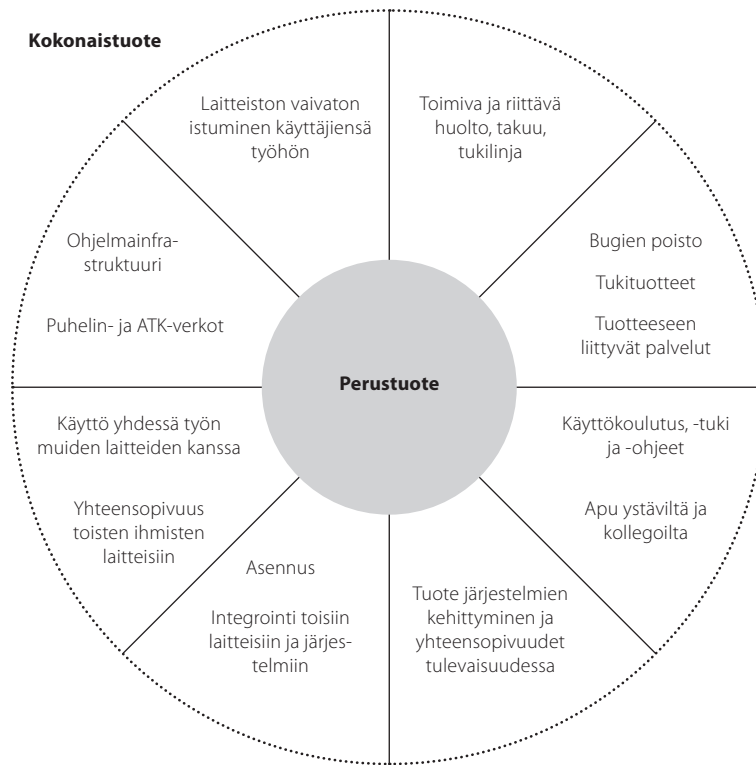 Kokonaistuote
Laitteiston vaivaton
istuminen käyttäjiensä
työhön
Toimiva ja riittävä
huolto, takuu,
tukilinja
Ohjelmainfra-
struktuuri
Puhelin- ja ATK-verkot
Bugien poisto
Tukituotteet
Tuotteeseen
liittyvät palvelut
Perustuote
Käyttö yhdessä työn
muiden laitteiden kanssa
Yhteensopivuus
toisten ihmisten
laitteisiin
Käyttökoulutus, -tuki
ja -ohjeet
Apu ystäviltä ja
kollegoilta
Asennus
Integrointi toisiin
laitteisiin ja järjes-
telmiin
Tuote järjestelmien
kehittyminen ja
yhteensopivuudet
tulevaisuudessa